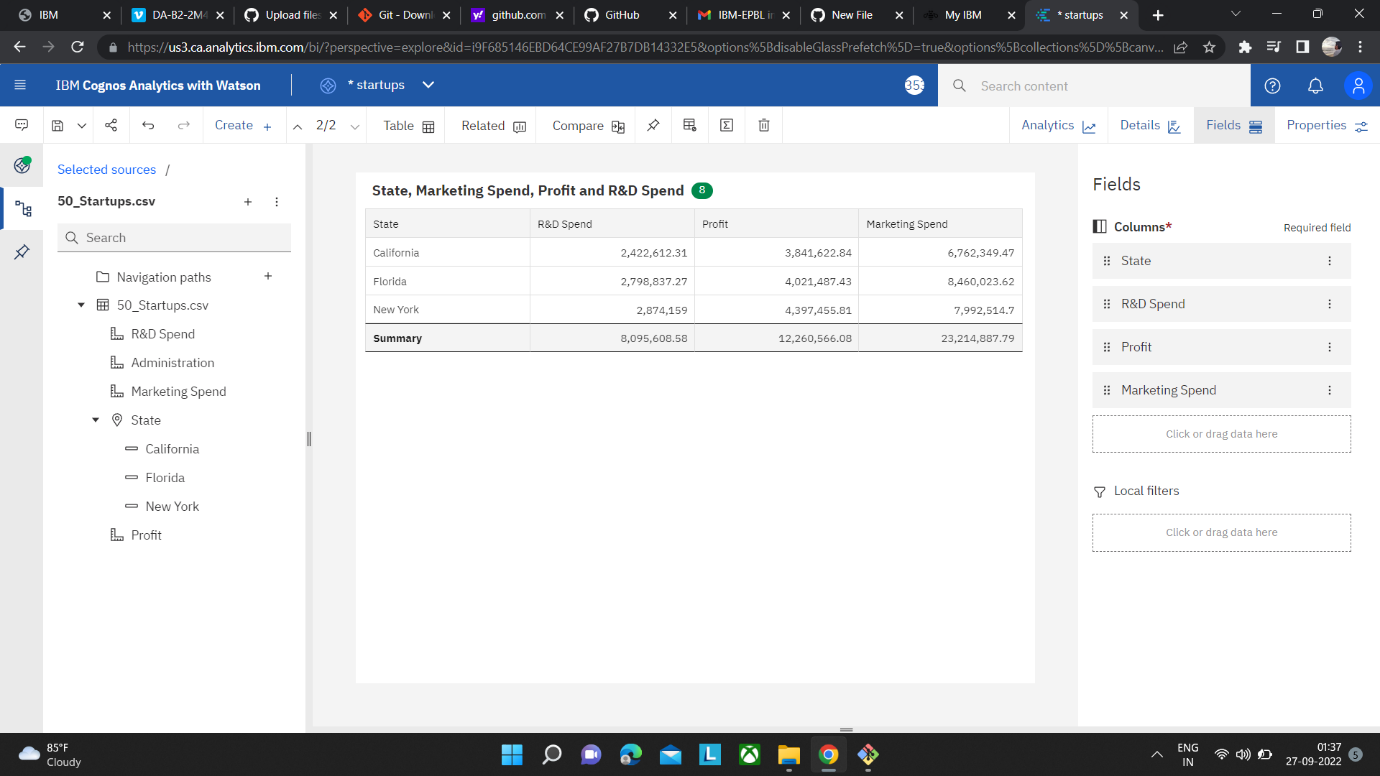 IBM
DA-B2-2M4
Upload files
Git - Downl
github.com
GitHub
IBM-EPBL in
New File
My IBM
* startups
https://us3.ca.analytics.ibm.com/bi/?perspective=explore&id=i9F685146EBD64CE99AF27B7DB14332E5&options%5BdisableGlassPrefetch%5D=true&options%5Bcollections%5D%5Bcanv...
IBM Cognos Analytics with Watson
* startups
353
Search content
Create +
2/2
Table
Related
Compare
Analytics
Details
Fields
Properties
Selected sources /
50_Startups.csv
Search
Navigation paths
50_Startups.csv
R&D Spend
Administration
Marketing Spend
State
California
Florida
New York
Profit
State, Marketing Spend, Profit and R&D Spend 8
State R&D Spend Profit Marketing Spend
California 2,422,612.31 3,841,622.84 6,762,349.47
Florida 2,798,837.27 4,021,487.43 8,460,023.62
New York 2,874,159 4,397,455.81 7,992,514.7
Summary 8,095,608.58 12,260,566.08 23,214,887.79
Fields
Columns* Required field
State
R&D Spend
Profit
Marketing Spend
Click or drag data here
Local filters
Click or drag data here
85°F
Cloudy
L
ENG
IN
01:37
27-09-2022
5